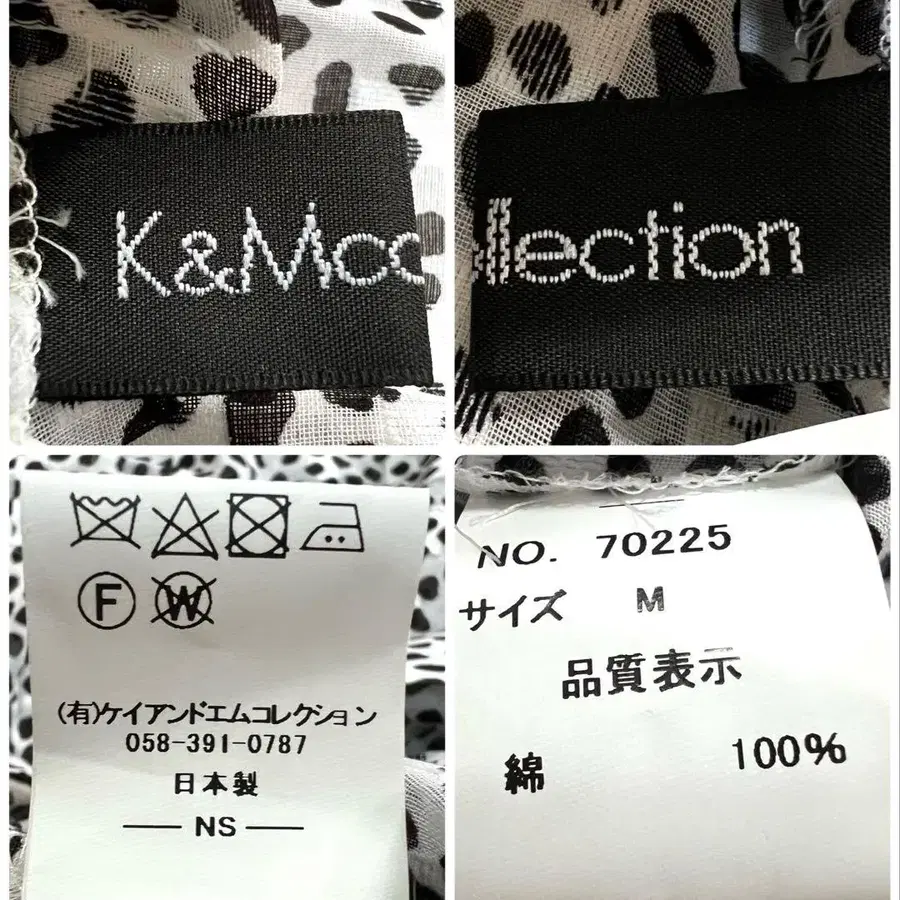 K&Mco
llection
F
W
(有)ケイアンドエムコレクション
058-391-0787
日本製
NS
NO. 70225
サイズ M
品質表示
綿 100%